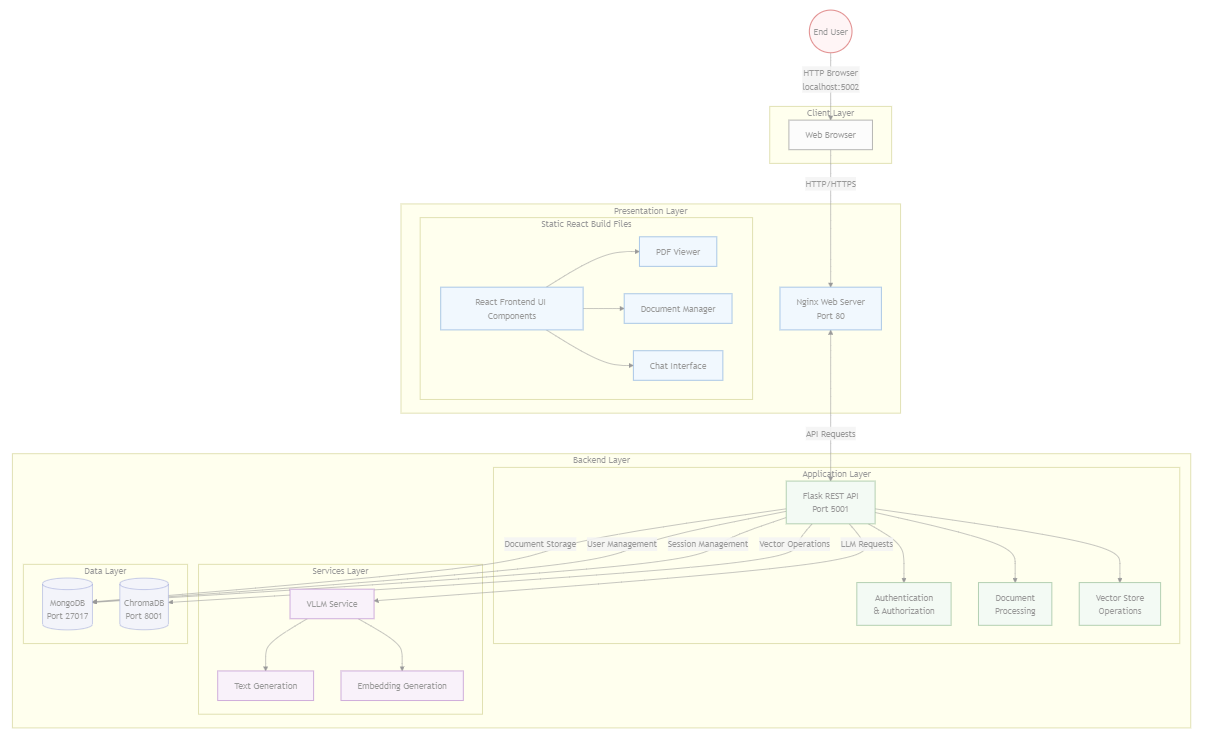 End User
HTTP Browser
localhost:5002
Client Layer
Web Browser
HTTP/HTTPS
Presentation Layer
Static React Build Files
PDF Viewer
React Frontend UI
Components
Document Manager
Chat Interface
Nginx Web Server
Port 80
API Requests
Backend Layer
Application Layer
Flask REST API
Port 5001
Document Storage
User Management
Session Management
Vector Operations
LLM Requests
Data Layer
MongoDB
Port 27017
ChromaDB
Port 8001
Services Layer
VLLM Service
Text Generation
Embedding Generation
Authentication
& Authorization
Document
Processing
Vector Store
Operations